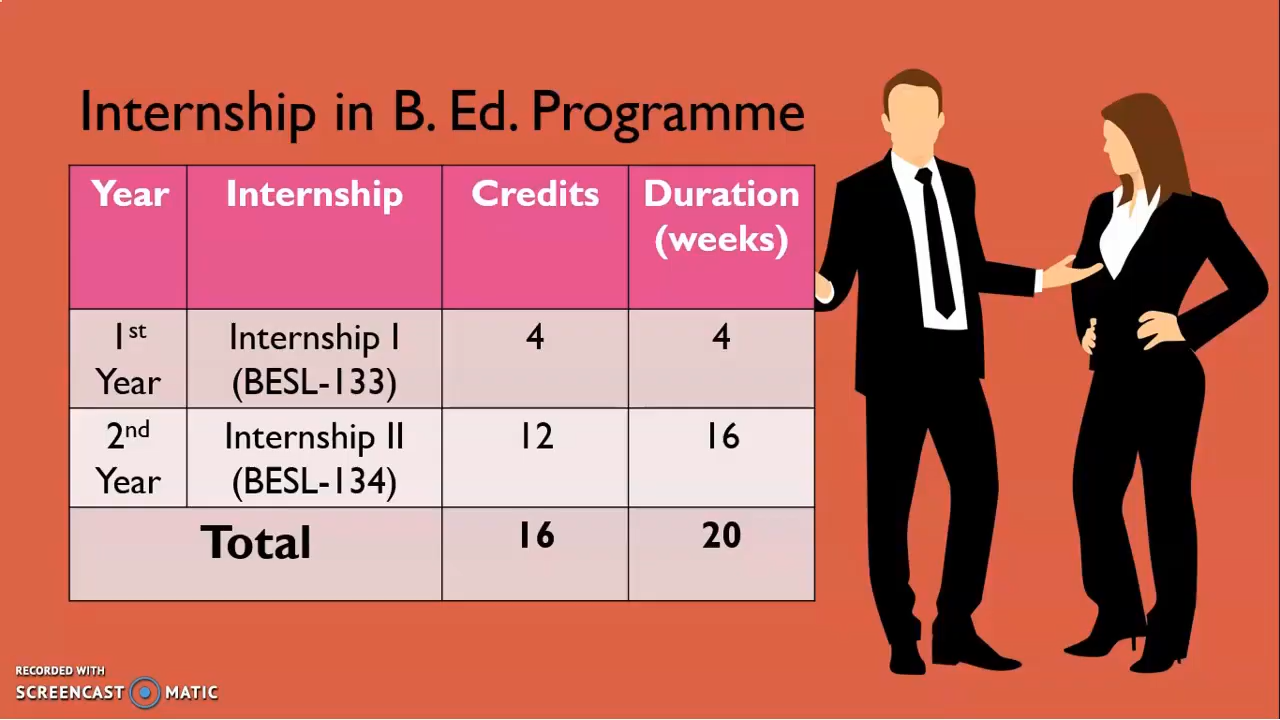 Internship in B. Ed. Programme
Year Internship Credits Duration
(weeks)
1st Internship I 4 4
Year (BESL-133)
2nd Internship II 12 16
Year (BESL-134)
Total 16 20
RECORDED WITH
SCREENCAST MATIC